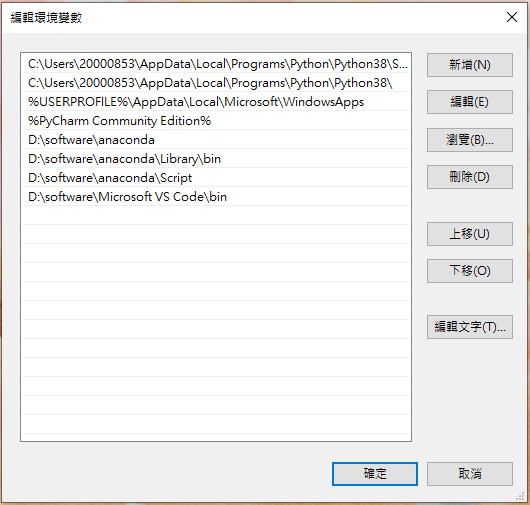 編輯環境變數
C:\Users\20000853\AppData\Local\Programs\Python\Python38\S...
C:\Users\20000853\AppData\Local\Programs\Python\Python38\
%USERPROFILE%\AppData\Local\Microsoft\WindowsApps
%PyCharm Community Edition%
D:\software\anaconda
D:\software\anaconda\Library\bin
D:\software\anaconda\Script
D:\software\Microsoft VS Code\bin
新增(N)
編輯(E)
瀏覽(B)...
刪除(D)
上移(U)
下移(O)
編輯文字(T)...
確定
取消